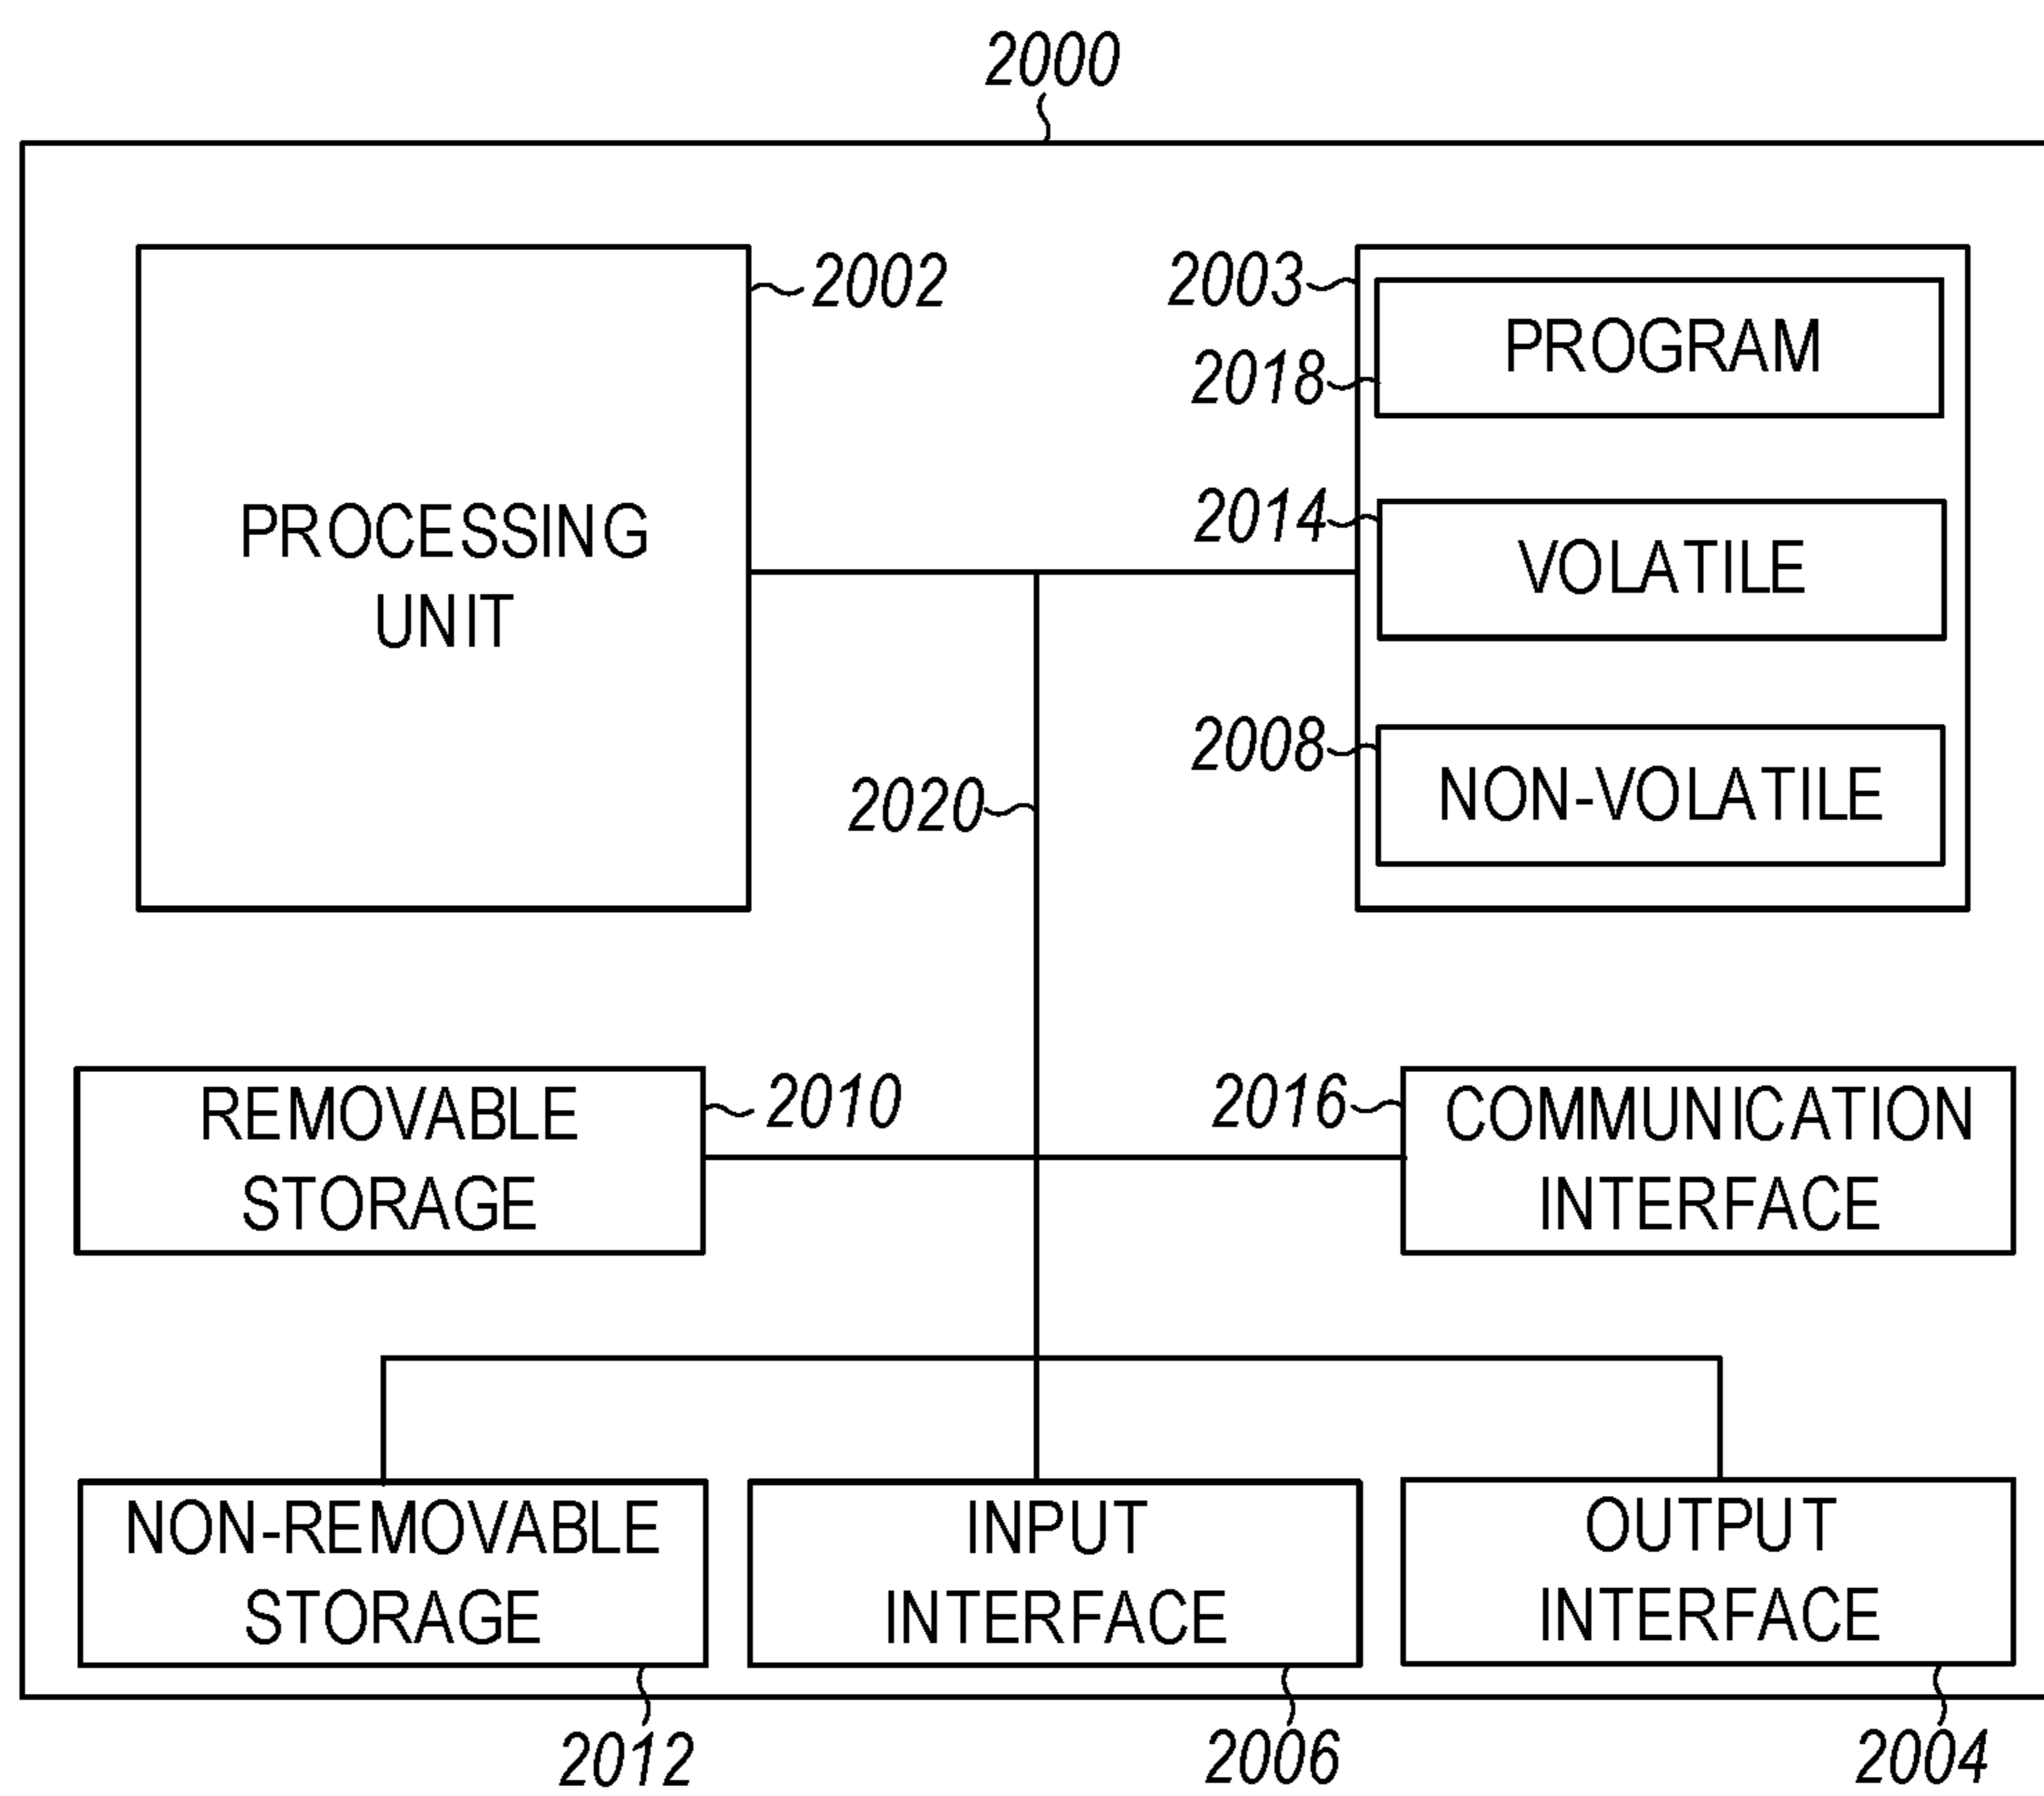 2000
2002
2003
PROGRAM
2018
2014
VOLATILE
PROCESSING
UNIT
2008
NON-VOLATILE
2020
REMOVABLE
STORAGE
2010
2016
COMMUNICATION
INTERFACE
NON-REMOVABLE
STORAGE
INPUT
INTERFACE
OUTPUT
INTERFACE
2012
2006
2004